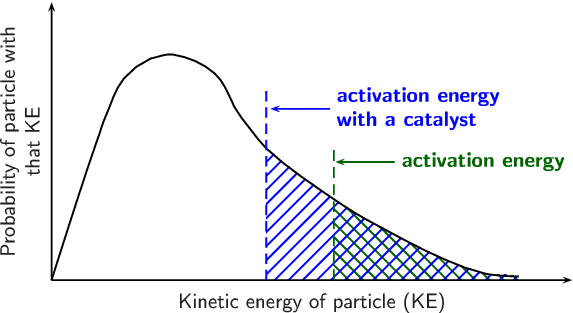 Probability of particle with
that KE
activation energy
with a catalyst
activation energy
Kinetic energy of particle (KE)